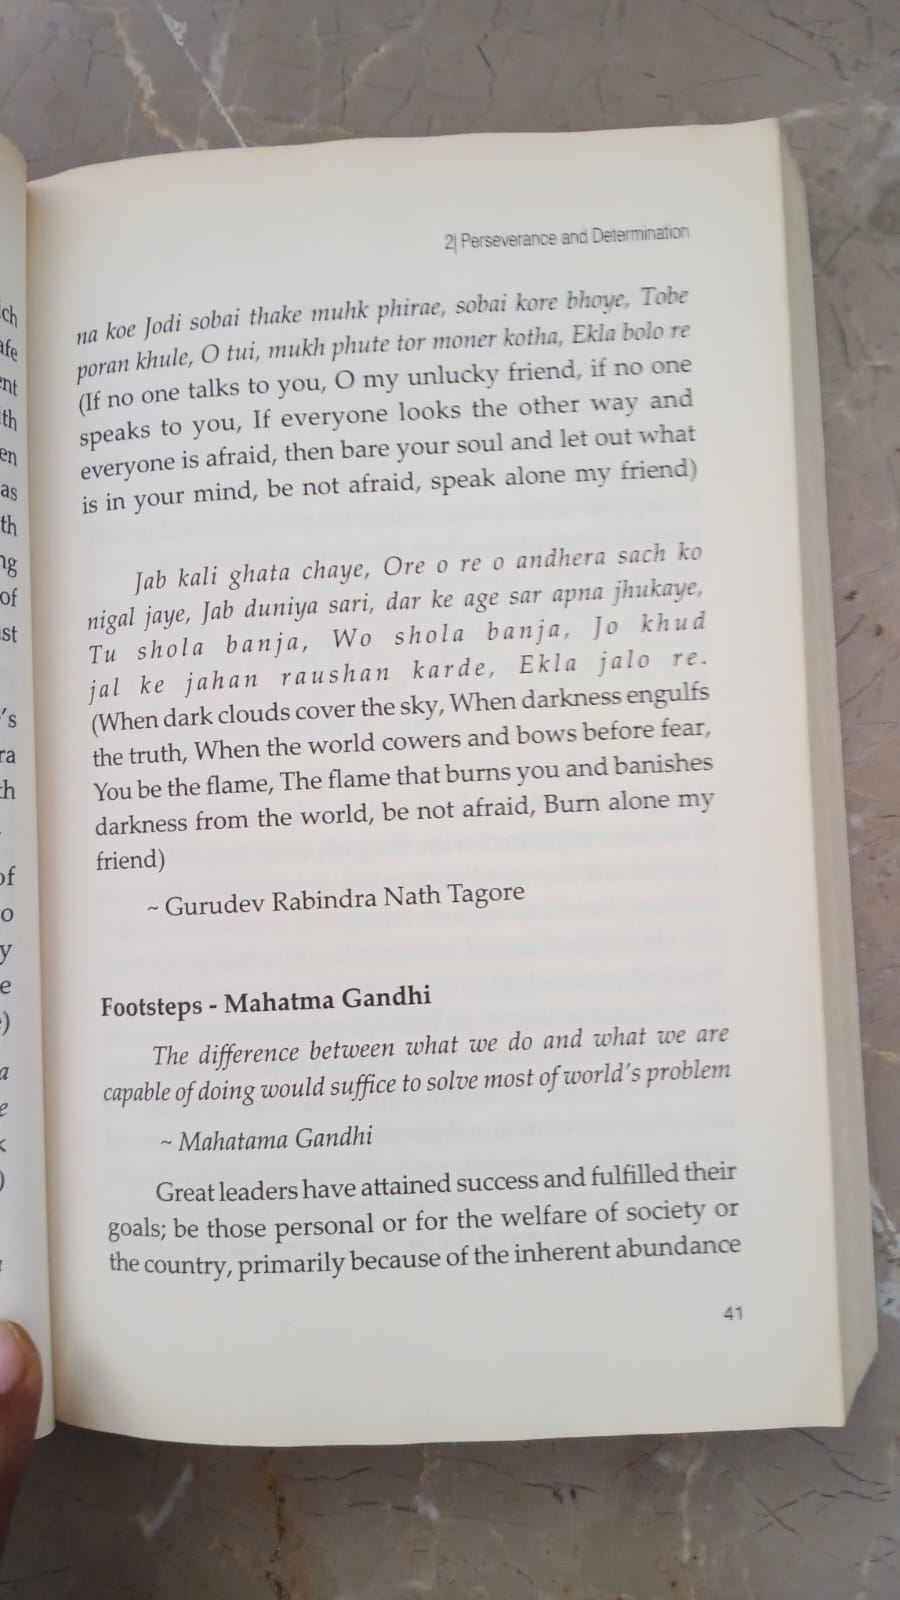 2| Perseverance and Determination
na koe Jodi sobai thake muhk phirae, sobai kore bhoye, Tobe
poran khule, O tui, mukh phute tor moner kotha, Ekla bolo re
(If no one talks to you, O my unlucky friend, if no one
speaks to you, If everyone looks the other way and
everyone is afraid, then bare your soul and let out what
is in your mind, be not afraid, speak alone my friend)
Jab kali ghata chaye, Ore o re o andhera sach ko
nigal jaye, Jab duniya sari, dar ke age sar apna jhukaye,
Tu shola banja, Wo shola banja, Jo khud
jal ke jahan raushan karde, Ekla jalo re.
(When dark clouds cover the sky, When darkness engulfs
the truth, When the world cowers and bows before fear,
You be the flame, The flame that burns you and banishes
darkness from the world, be not afraid, Burn alone my
friend)
~ Gurudev Rabindra Nath Tagore
Footsteps - Mahatma Gandhi
The difference between what we do and what we are
capable of doing would suffice to solve most of world's problem
~ Mahatama Gandhi
Great leaders have attained success and fulfilled their
goals; be those personal or for the welfare of society or
the country, primarily because of the inherent abundance
41